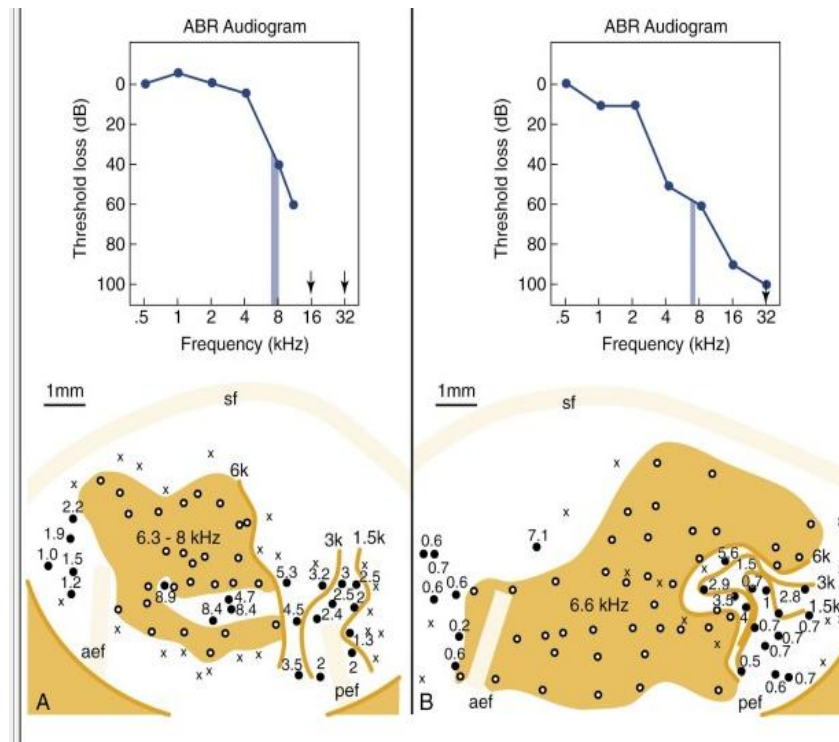 ABR Audiogram
Threshold loss (dB)
0
20
40
60
80
100
.5 1 2 4 8 16 32
Frequency (kHz)
1mm
sf
x x x x
6k
2.2
1.9
1.0
1.5
1.2
6.3 - 8 kHz
8.9
4.7
8.4
8.4
5.3
3k
1.5k
3.2
3
2.5
2.5
2
2.4
4.5
1.3
3.5
2
2
aef
pef
A
ABR Audiogram
Threshold loss (dB)
0
20
40
60
80
100
.5 1 2 4 8 16 32
Frequency (kHz)
1mm
sf
7.1
0.6
0.7
0.6
0.6
0.2
0.6
6.6 kHz
5.6
1.5
6k
2.9
0.7
3k
3.5
1
2.8
4
1.5k
0.7
0.7
0.7
0.5
0.6
0.7
aef
pef
B